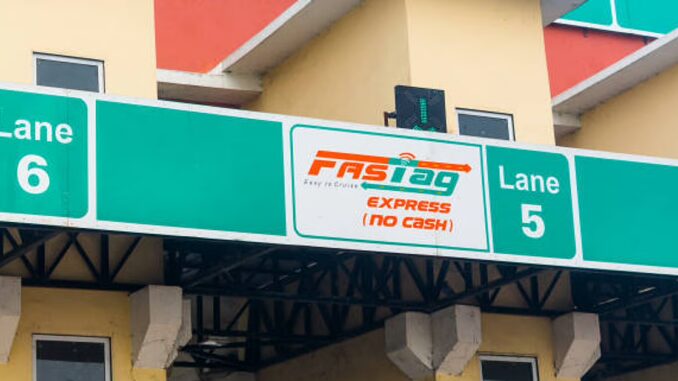 Lane
6
FASTag
Easy to Cruise
EXPRESS
(NO CASH)
Lane
5